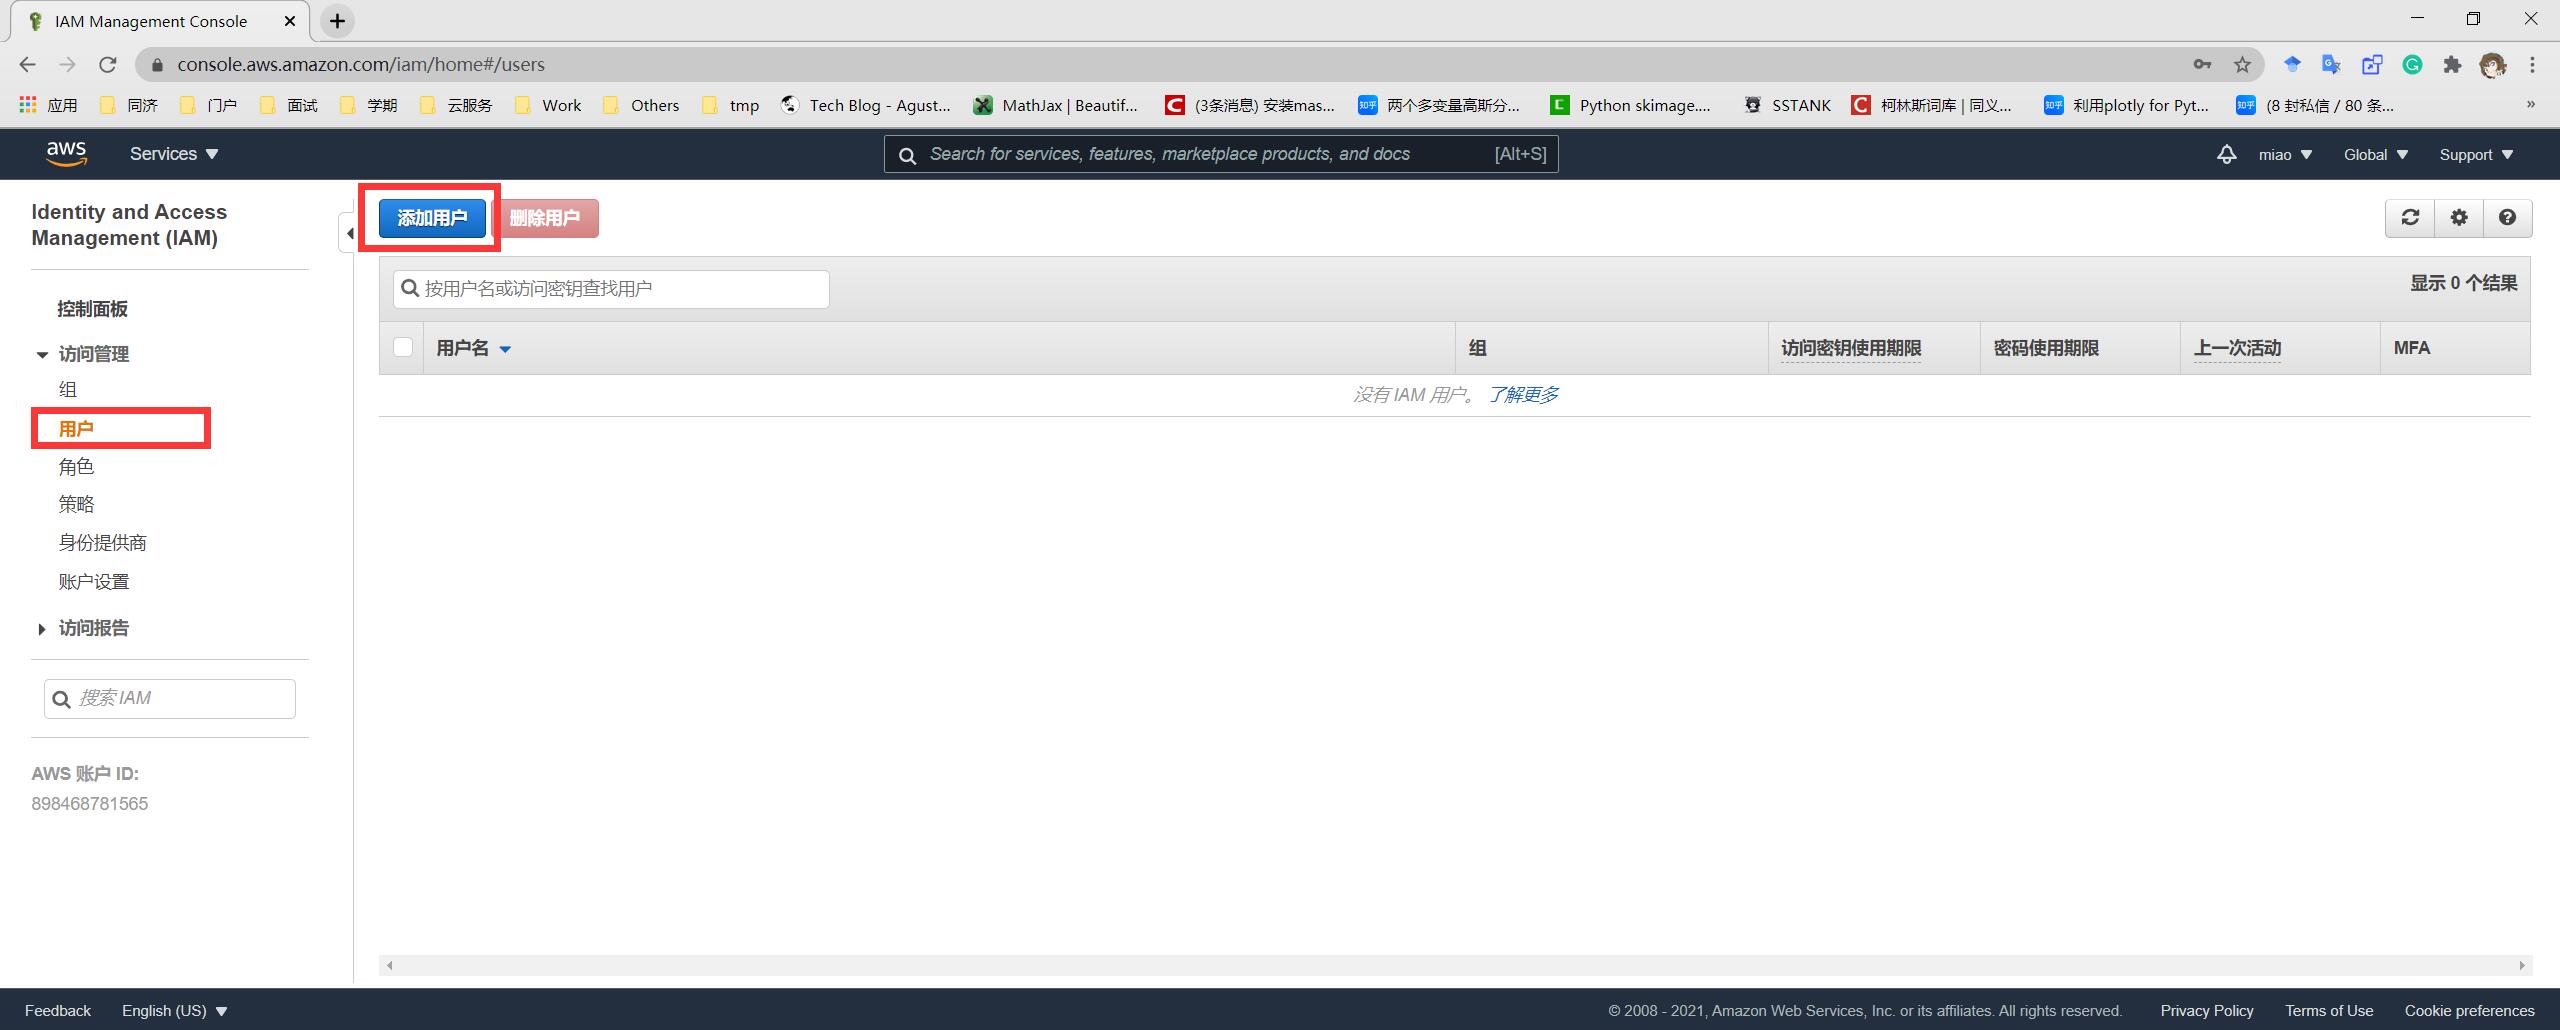 IAM Management Console
console.aws.amazon.com/iam/home#/users
应用 同济 门户 面试 学期 云服务 Work Others tmp Tech Blog - Agust... MathJax | Beautif... (3条消息) 安装mas... 两个多变量高斯分... Python skimage.... SSTANK 柯林斯词库 | 同义... 利用plotly for Pyt... (8 封私信 / 80 条... »
aws Services Search for services, features, marketplace products, and docs [Alt+S] miao Global Support
Identity and Access
Management (IAM)
控制面板
访问管理
组
用户
角色
策略
身份提供商
账户设置
访问报告
搜索 IAM
AWS 账户 ID:
898468781565
添加用户 删除用户
按用户名或访问密钥查找用户 显示 0 个结果
用户名 组 访问密钥使用期限 密码使用期限 上一次活动 MFA
没有 IAM 用户。 了解更多
Feedback English (US) © 2008 - 2021, Amazon Web Services, Inc. or its affiliates. All rights reserved. Privacy Policy Terms of Use Cookie preferences